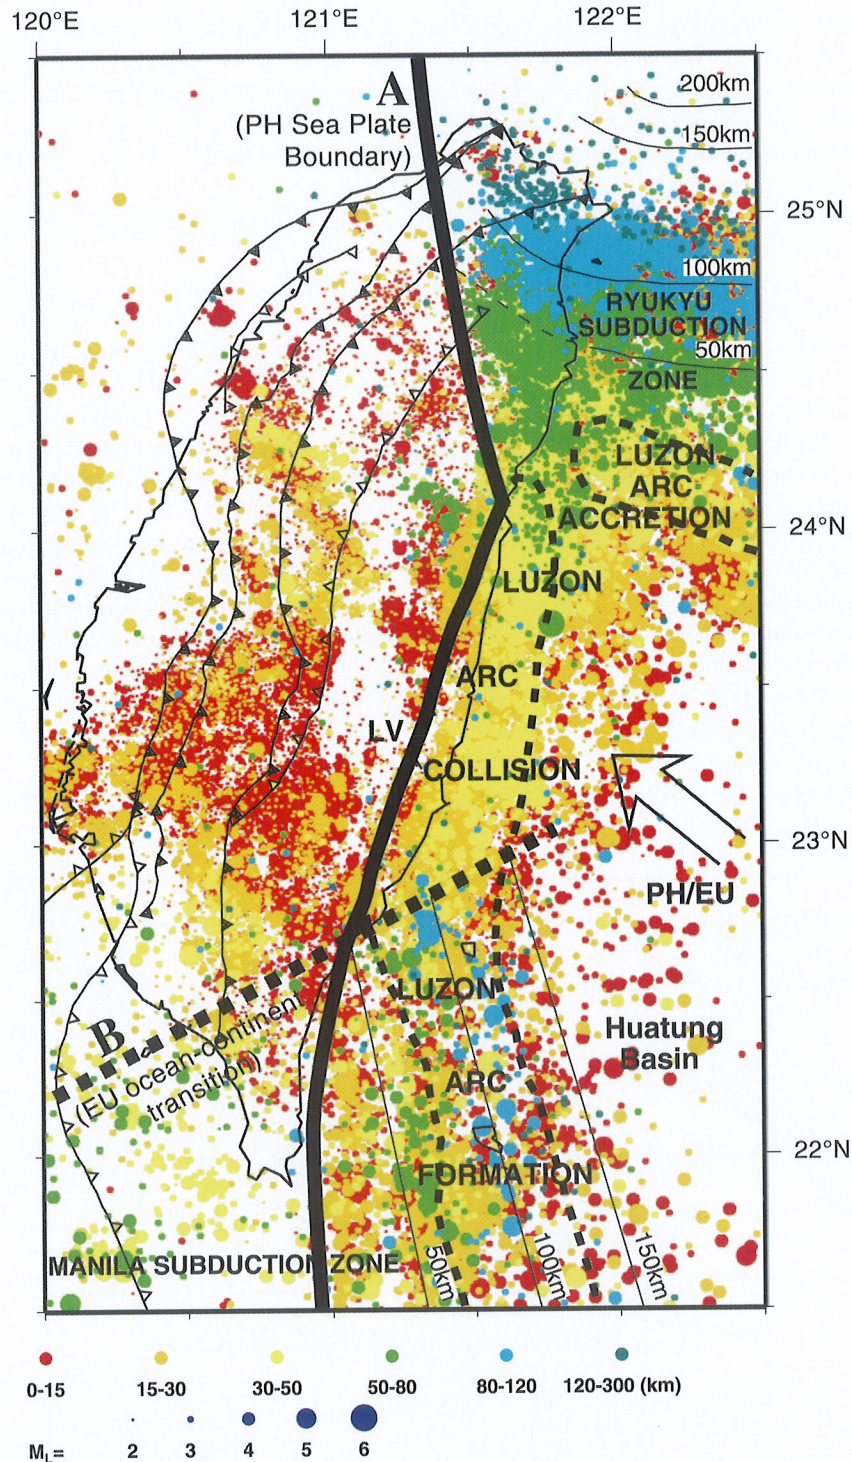 120°E 121°E 122°E
200km
A
(PH Sea Plate
Boundary)
150km
25°N
100km
RYUKYU
SUBDUCTION
50km
ZONE
LUZON
ARC
ACCRETION
24°N
LUZON
ARC
LV
COLLISION
23°N
PH/EU
LUZON
B
(EU ocean-continent
transition)
Huatung
Basin
ARC
22°N
FORMATION
MANILA SUBDUCTION ZONE
50km
100km
150km
0-15 15-30 30-50 50-80 80-120 120-300 (km)
ML= 2 3 4 5 6